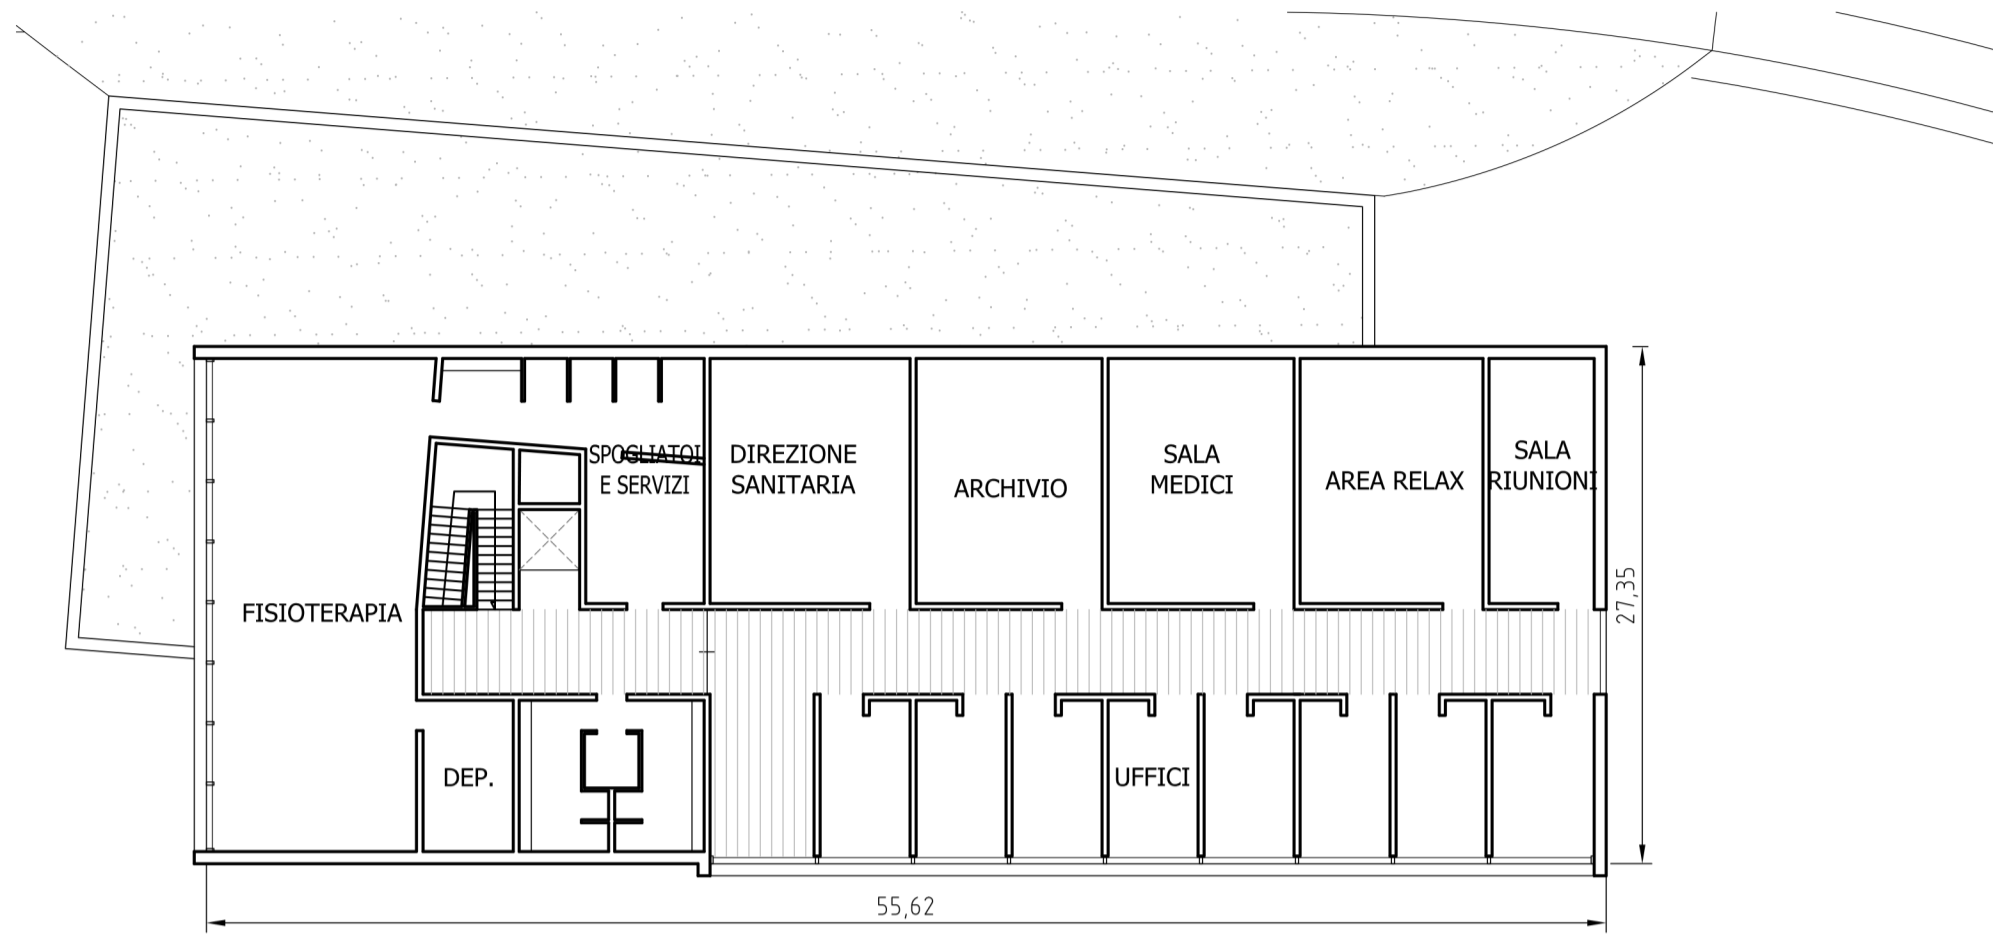 SPOGLIATOI
E SERVIZI
DIREZIONE
SANITARIA
ARCHIVIO
SALA
MEDICI
AREA RELAX
SALA
RIUNIONI
FISIOTERAPIA
27,35
DEP.
UFFICI
55,62